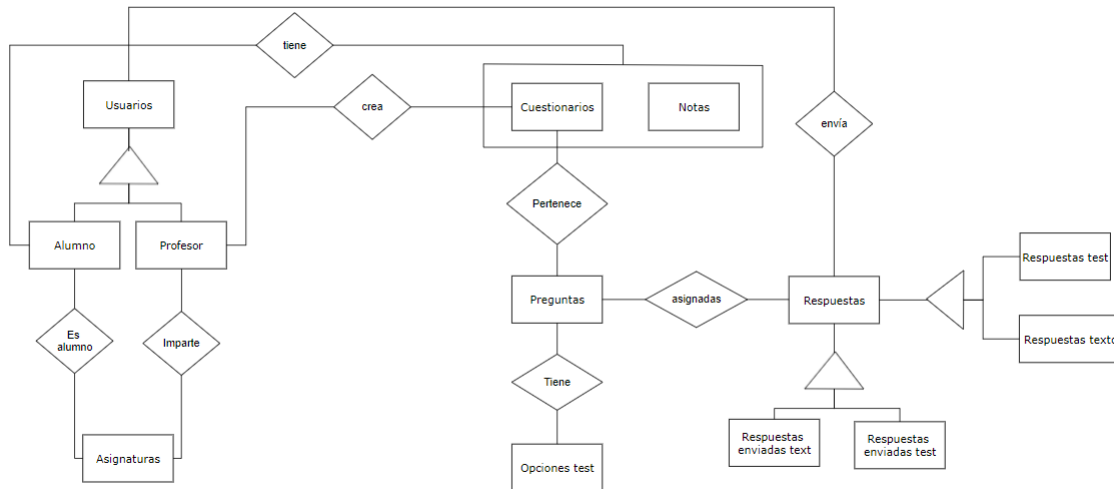 tiene
Usuarios
crea
Cuestionarios
Notas
envía
Pertenece
Alumno
Profesor
Respuestas test
Preguntas
asignadas
Respuestas
Es
alumno
Imparte
Respuestas texto
Tiene
Respuestas
enviadas text
Respuestas
enviadas test
Asignaturas
Opciones test